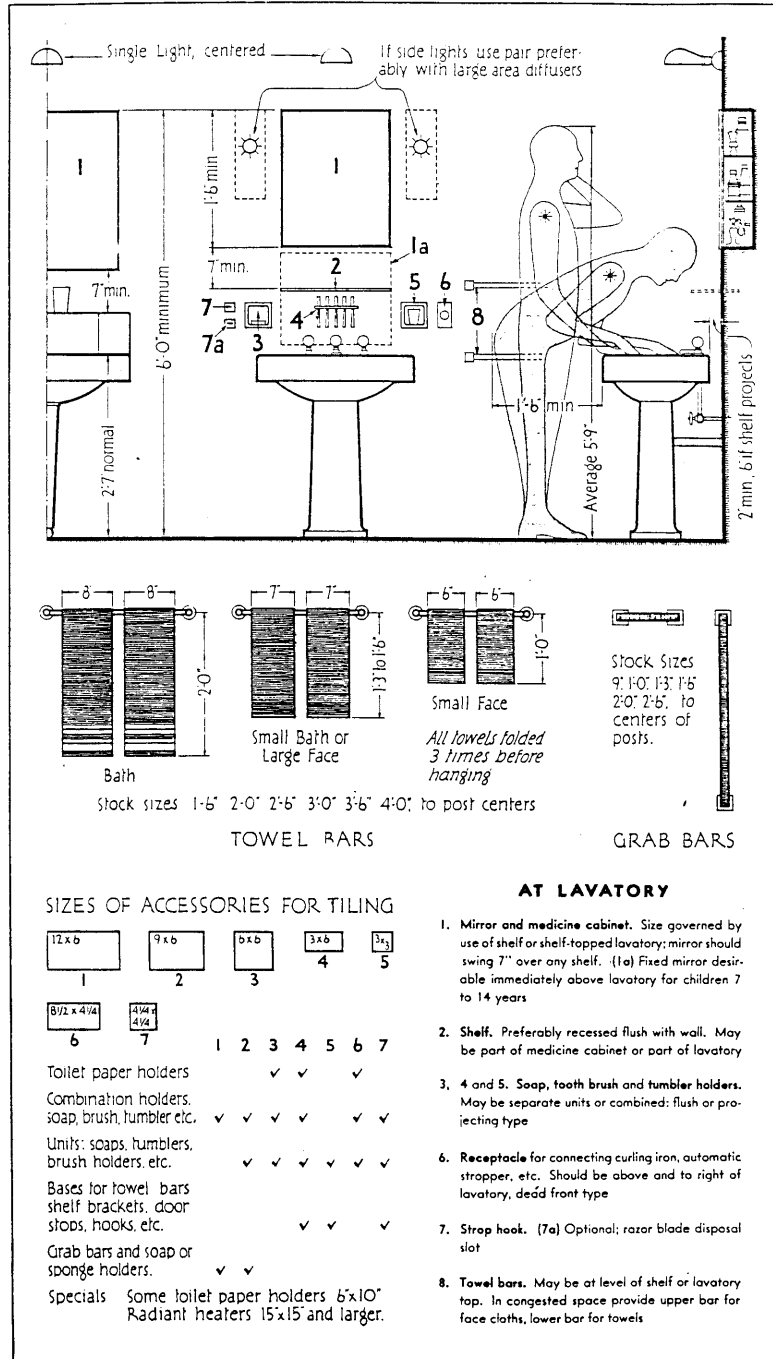 Single Light, centered
If side lights use pair prefer-
ably with large area diffusers
1
1
1'-6" min
7" min.
1a
2
7" min.
7
7a
3
4
5
6
8
6'-0" minimum
2'-7" normal
1'-6" min
Average 5'-9"
2" min., 6" if shelf projects
8" 8"
7" 7"
6" 6"
2'-0"
1'-3" to 1'-6"
1'-0"
Bath
Small Bath or
Large Face
Small Face
All towels folded
3 times before
hanging
Stock Sizes
9", 1'-0", 1'-3", 1'-6"
2'-0", 2'-6", to
centers of
posts.
Stock sizes 1'-6" 2'-0" 2'-6" 3'-0" 3'-6" 4'-0", to post centers
TOWEL BARS
GRAB BARS
SIZES OF ACCESSORIES FOR TILING
12 x 6
9 x 6
6x6
3x6
3x3
1
2
3
4
5
8 1/2 x 4 1/4
4 1/4 x
4 1/4
6
7
1 2 3 4 5 6 7
Toilet paper holders ✓ ✓ ✓
Combination holders.
soap, brush, tumbler etc. ✓ ✓ ✓ ✓ ✓ ✓
Units: soaps, tumblers,
brush holders, etc. ✓ ✓ ✓ ✓ ✓ ✓
Bases for towel bars
shelf brackets, door
stops, hooks, etc. ✓ ✓ ✓
Grab bars and soap or
sponge holders. ✓ ✓
Specials Some toilet paper holders 6"x10"
Radiant heaters 15"x15" and larger.
AT LAVATORY
1. Mirror and medicine cabinet. Size governed by
use of shelf or shelf-topped lavatory; mirror should
swing 7" over any shelf. (1a) Fixed mirror desir-
able immediately above lavatory for children 7
to 14 years
2. Shelf. Preferably recessed flush with wall. May
be part of medicine cabinet or part of lavatory
3, 4 and 5. Soap, tooth brush and tumbler holders.
May be separate units or combined: flush or pro-
jecting type
6. Receptacle for connecting curling iron, automatic
stropper, etc. Should be above and to right of
lavatory, dead front type
7. Strop hook. (7a) Optional; razor blade disposal
slot
8. Towel bars. May be at level of shelf or lavatory
top. In congested space provide upper bar for
face cloths, lower bar for towels